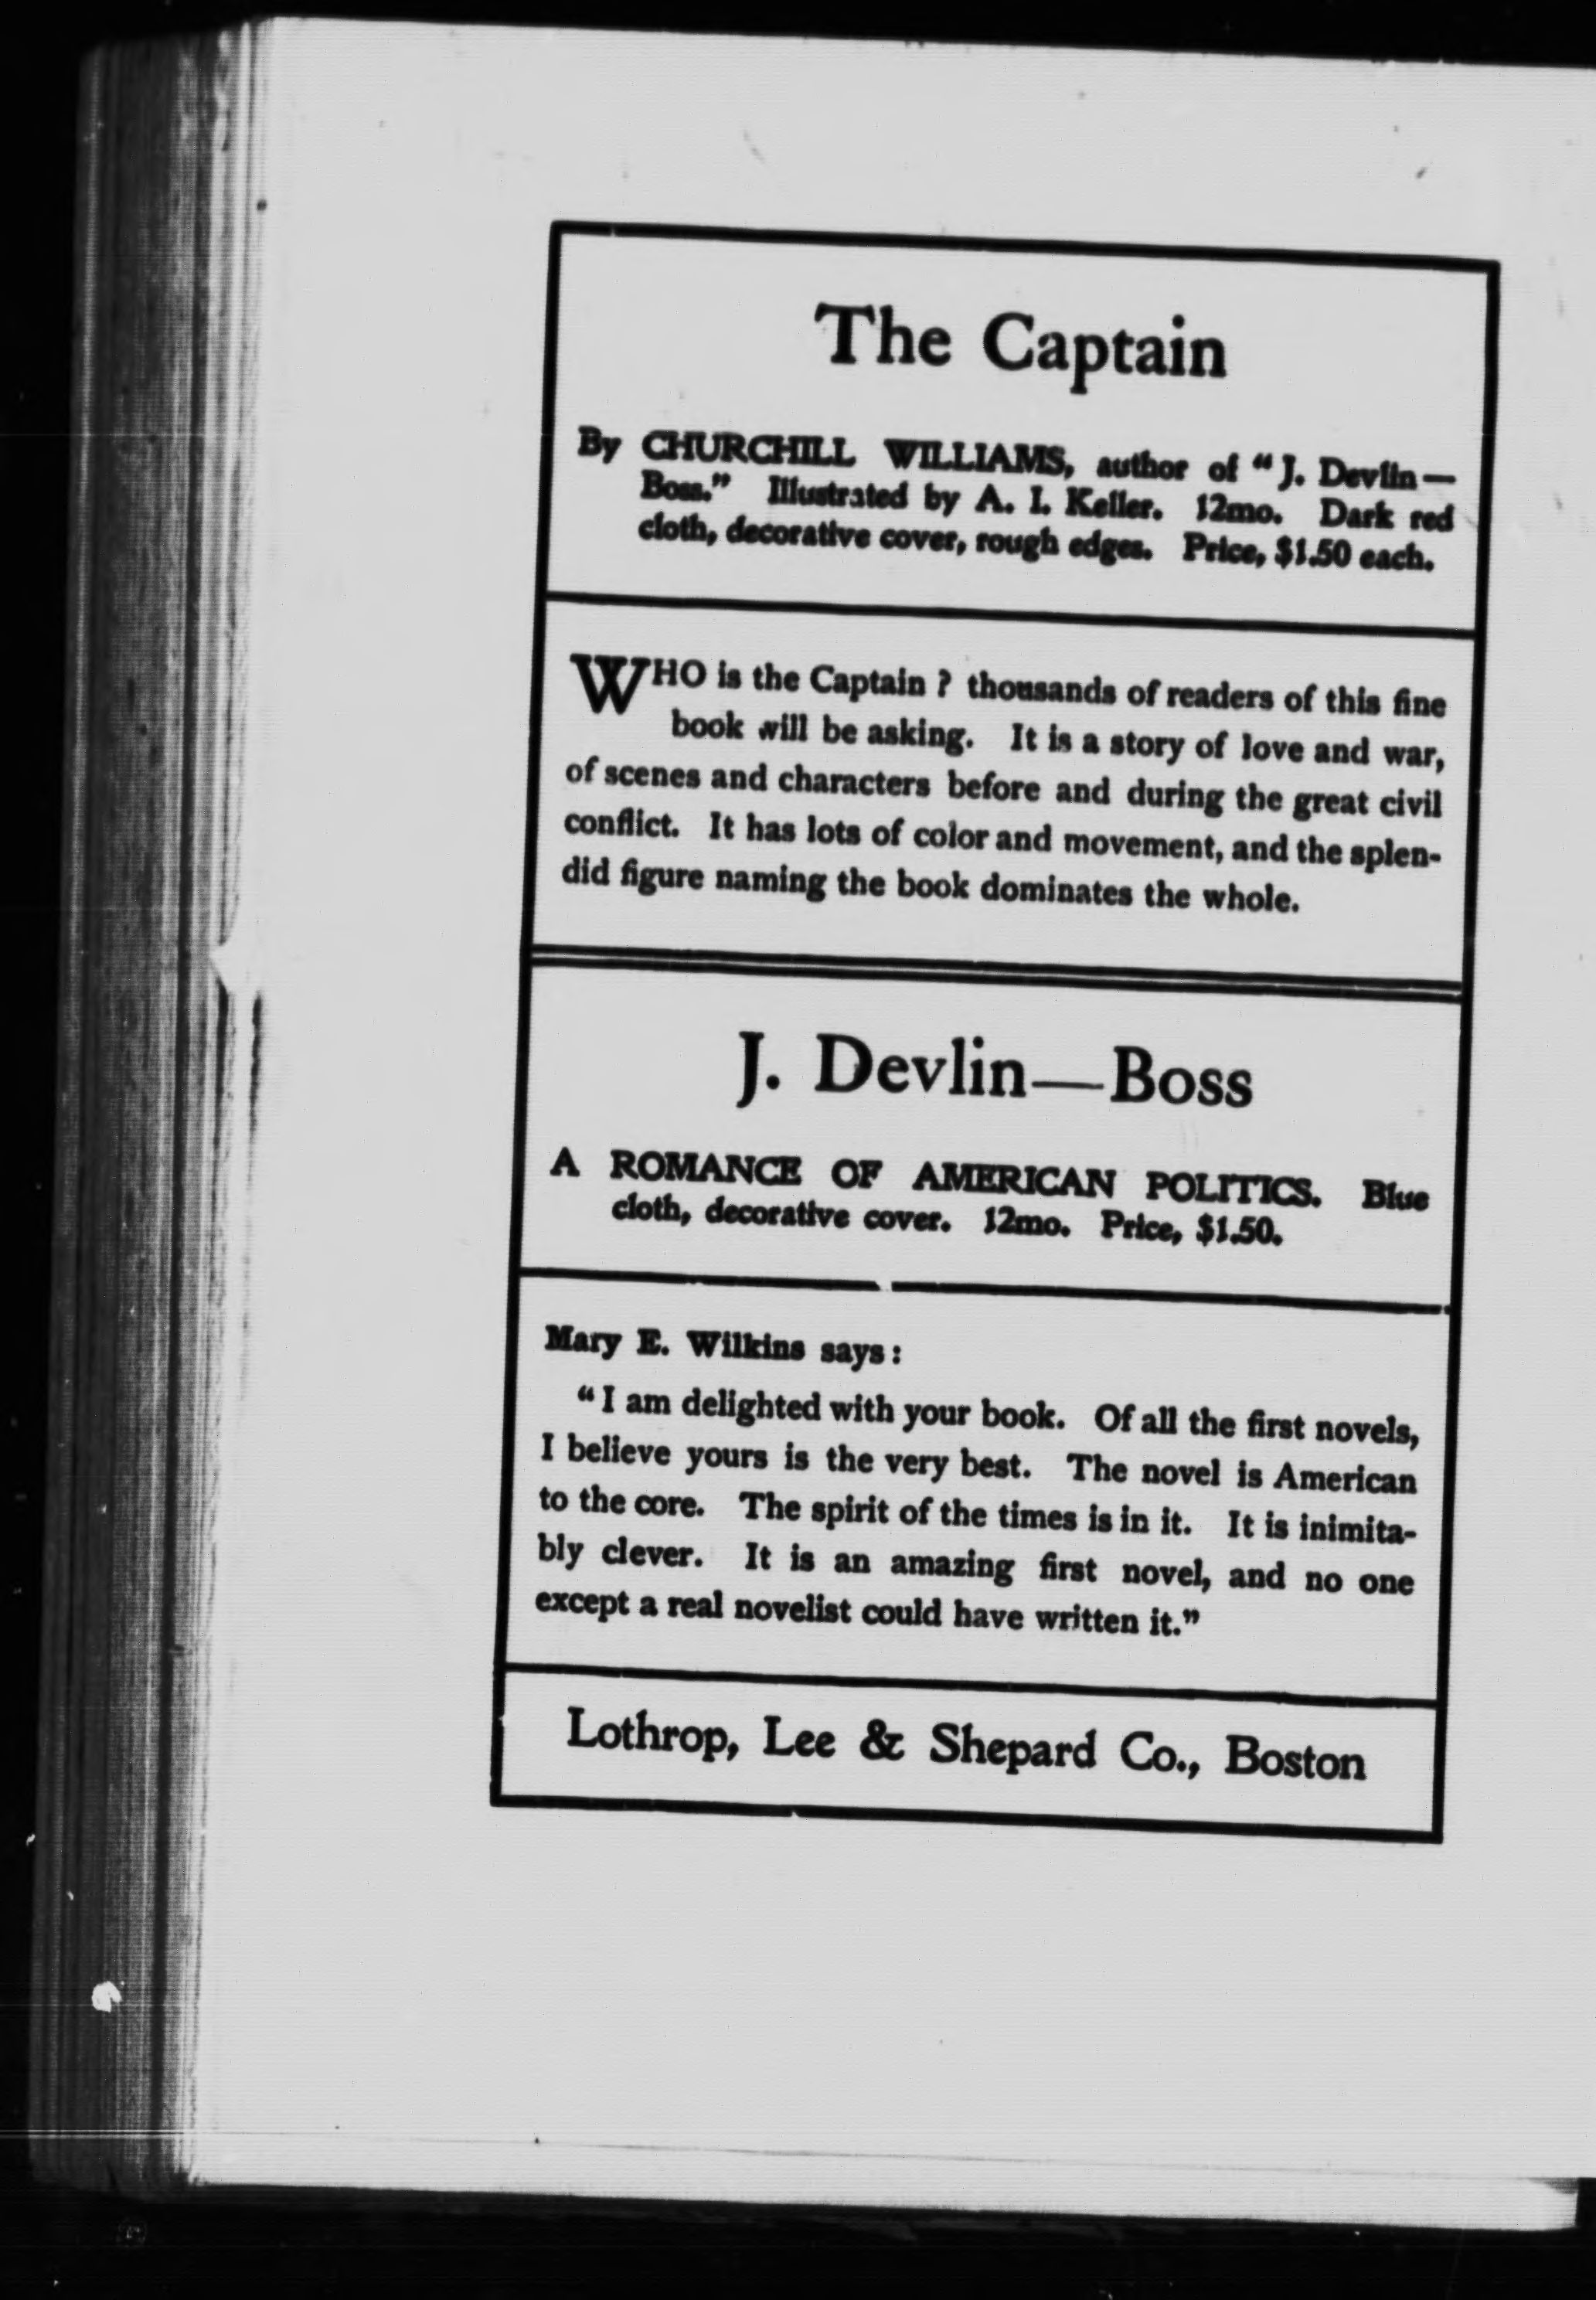 The Captain
By CHURCHILL WILLIAMS, author of "J. Devlin—
Boss." Illustrated by A. I. Keller. 12mo. Dark red
cloth, decorative cover, rough edges. Price, $1.50 each.
WHO is the Captain? thousands of readers of this fine
book will be asking. It is a story of love and war,
of scenes and characters before and during the great civil
conflict. It has lots of color and movement, and the splen-
did figure naming the book dominates the whole.
J. Devlin—Boss
A ROMANCE OF AMERICAN POLITICS. Blue
cloth, decorative cover. 12mo. Price, $1.50.
Mary E. Wilkins says:
"I am delighted with your book. Of all the first novels,
I believe yours is the very best. The novel is American
to the core. The spirit of the times is in it. It is inimita-
bly clever. It is an amazing first novel, and no one
except a real novelist could have written it."
Lothrop, Lee & Shepard Co., Boston